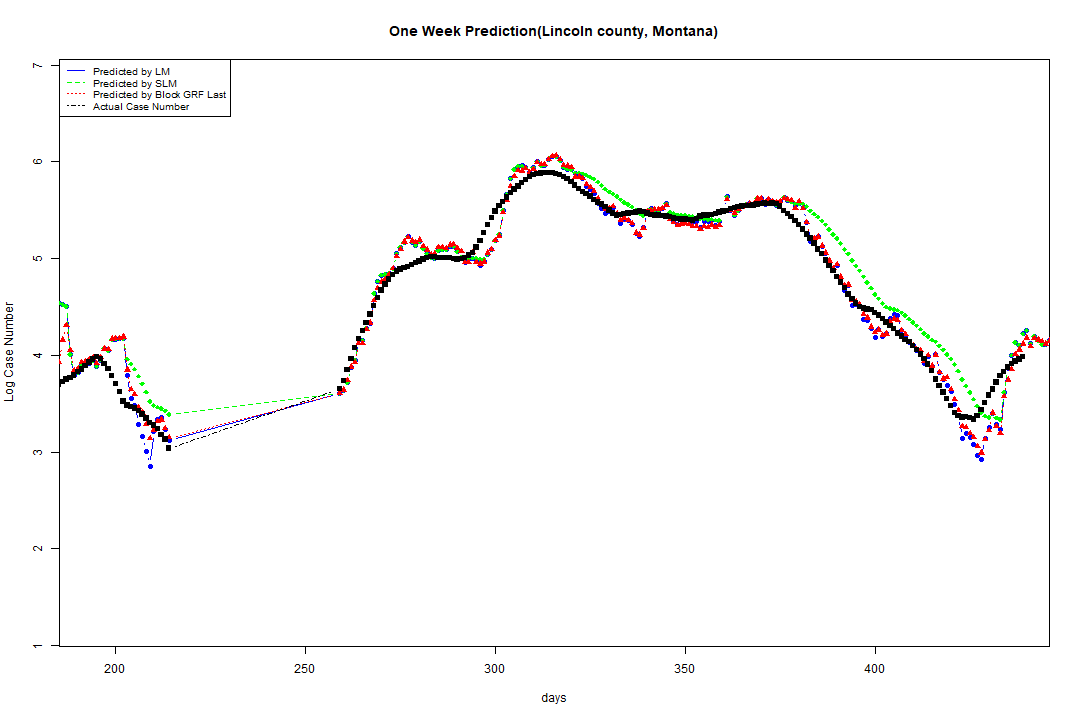 One Week Prediction(Lincoln county, Montana)
Predicted by LM
Predicted by SLM
Predicted by Block GRF Last
Actual Case Number
7
6
5
4
3
2
1
Log Case Number
200 250 300 350 400
days